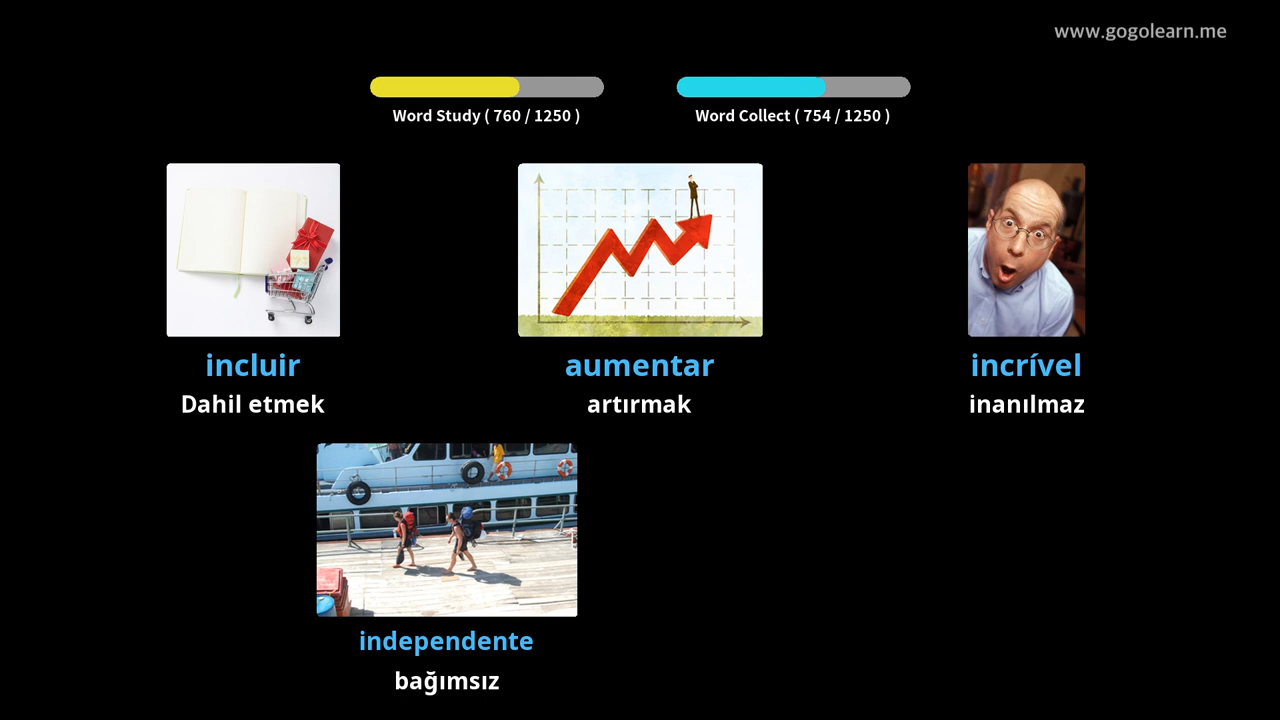 www.gogolearn.me
Word Study ( 760 / 1250 )
Word Collect ( 754 / 1250 )
incluir
Dahil etmek
aumentar
artırmak
incrível
inanılmaz
independente
bağımsız